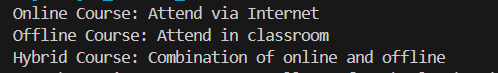 Online Course: Attend via Internet
Offline Course: Attend in classroom
Hybrid Course: Combination of online and offline